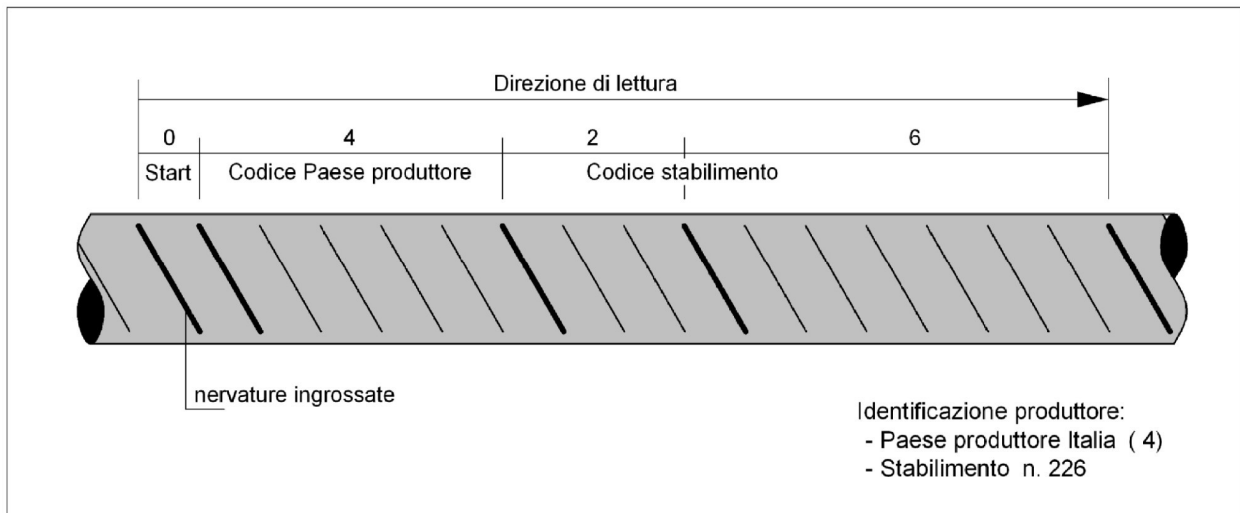 Direzione di lettura
0 4 2 6
Start Codice Paese produttore Codice stabilimento
nervature ingrossate
Identificazione produttore:
- Paese produttore Italia ( 4)
- Stabilimento n. 226